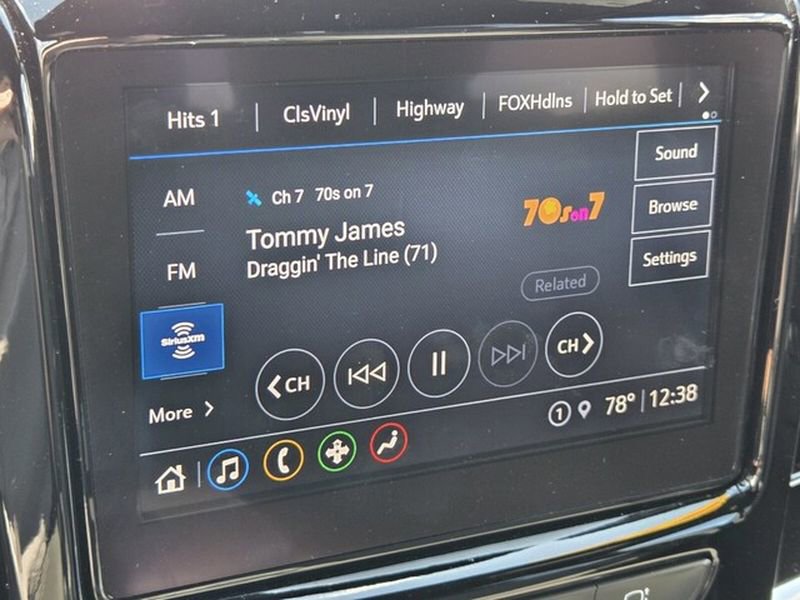 Hits 1 ClsVinyl Highway FOXHdlns Hold to Set
AM
Ch 7 70s on 7
70s on 7
Sound
Tommy James
Browse
FM
Draggin' The Line (71)
Settings
Related
SiriusXM
CH CH
More
1 78° 12:38